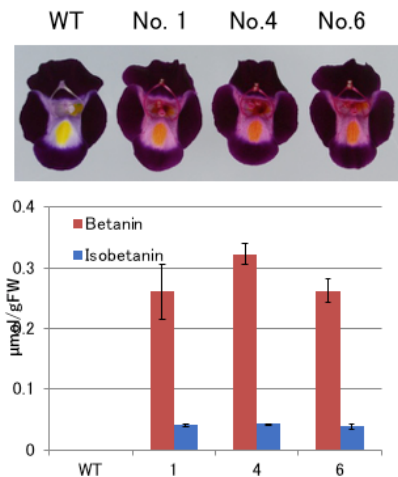 WT No. 1 No.4 No.6
0.4
Betanin
Isobetanin
0.3
0.2
0.1
0
μmol/gFW
WT 1 4 6